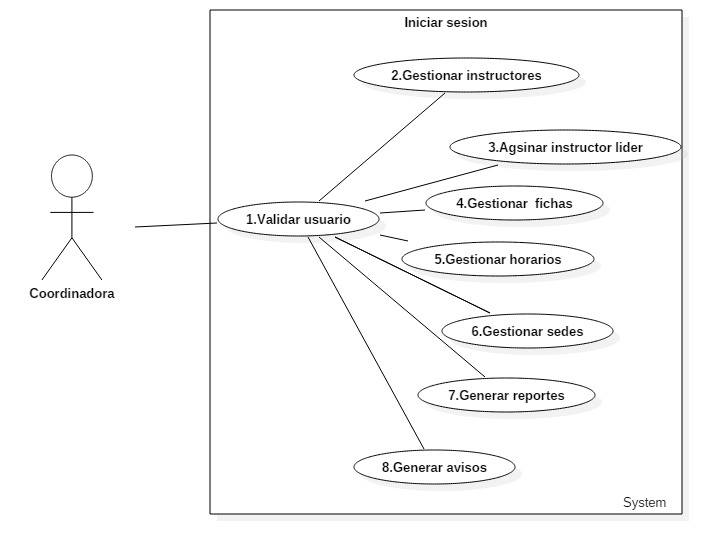 Iniciar sesion
2.Gestionar instructores
3.Agsinar instructor lider
4.Gestionar fichas
1.Validar usuario
5.Gestionar horarios
Coordinadora
6.Gestionar sedes
7.Generar reportes
8.Generar avisos
System